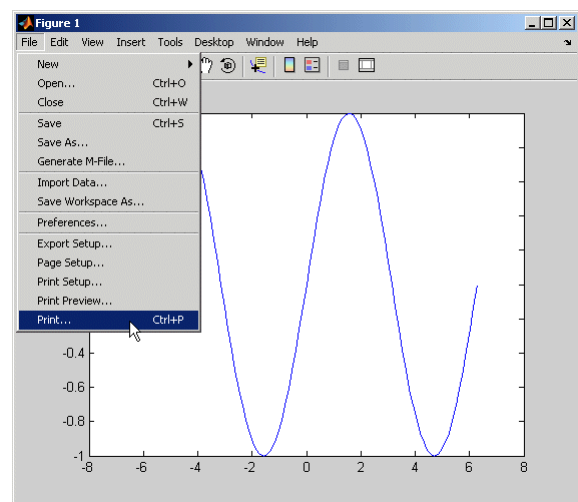 Figure 1
File Edit View Insert Tools Desktop Window Help
New
Open... Ctrl+O
Close Ctrl+W
Save Ctrl+S
Save As...
Generate M-File...
Import Data...
Save Workspace As...
Preferences...
Export Setup...
Page Setup...
Print Setup...
Print Preview...
Print... Ctrl+P
-0.4
-0.6
-0.8
-1
-8 -6 -4 -2 0 2 4 6 8